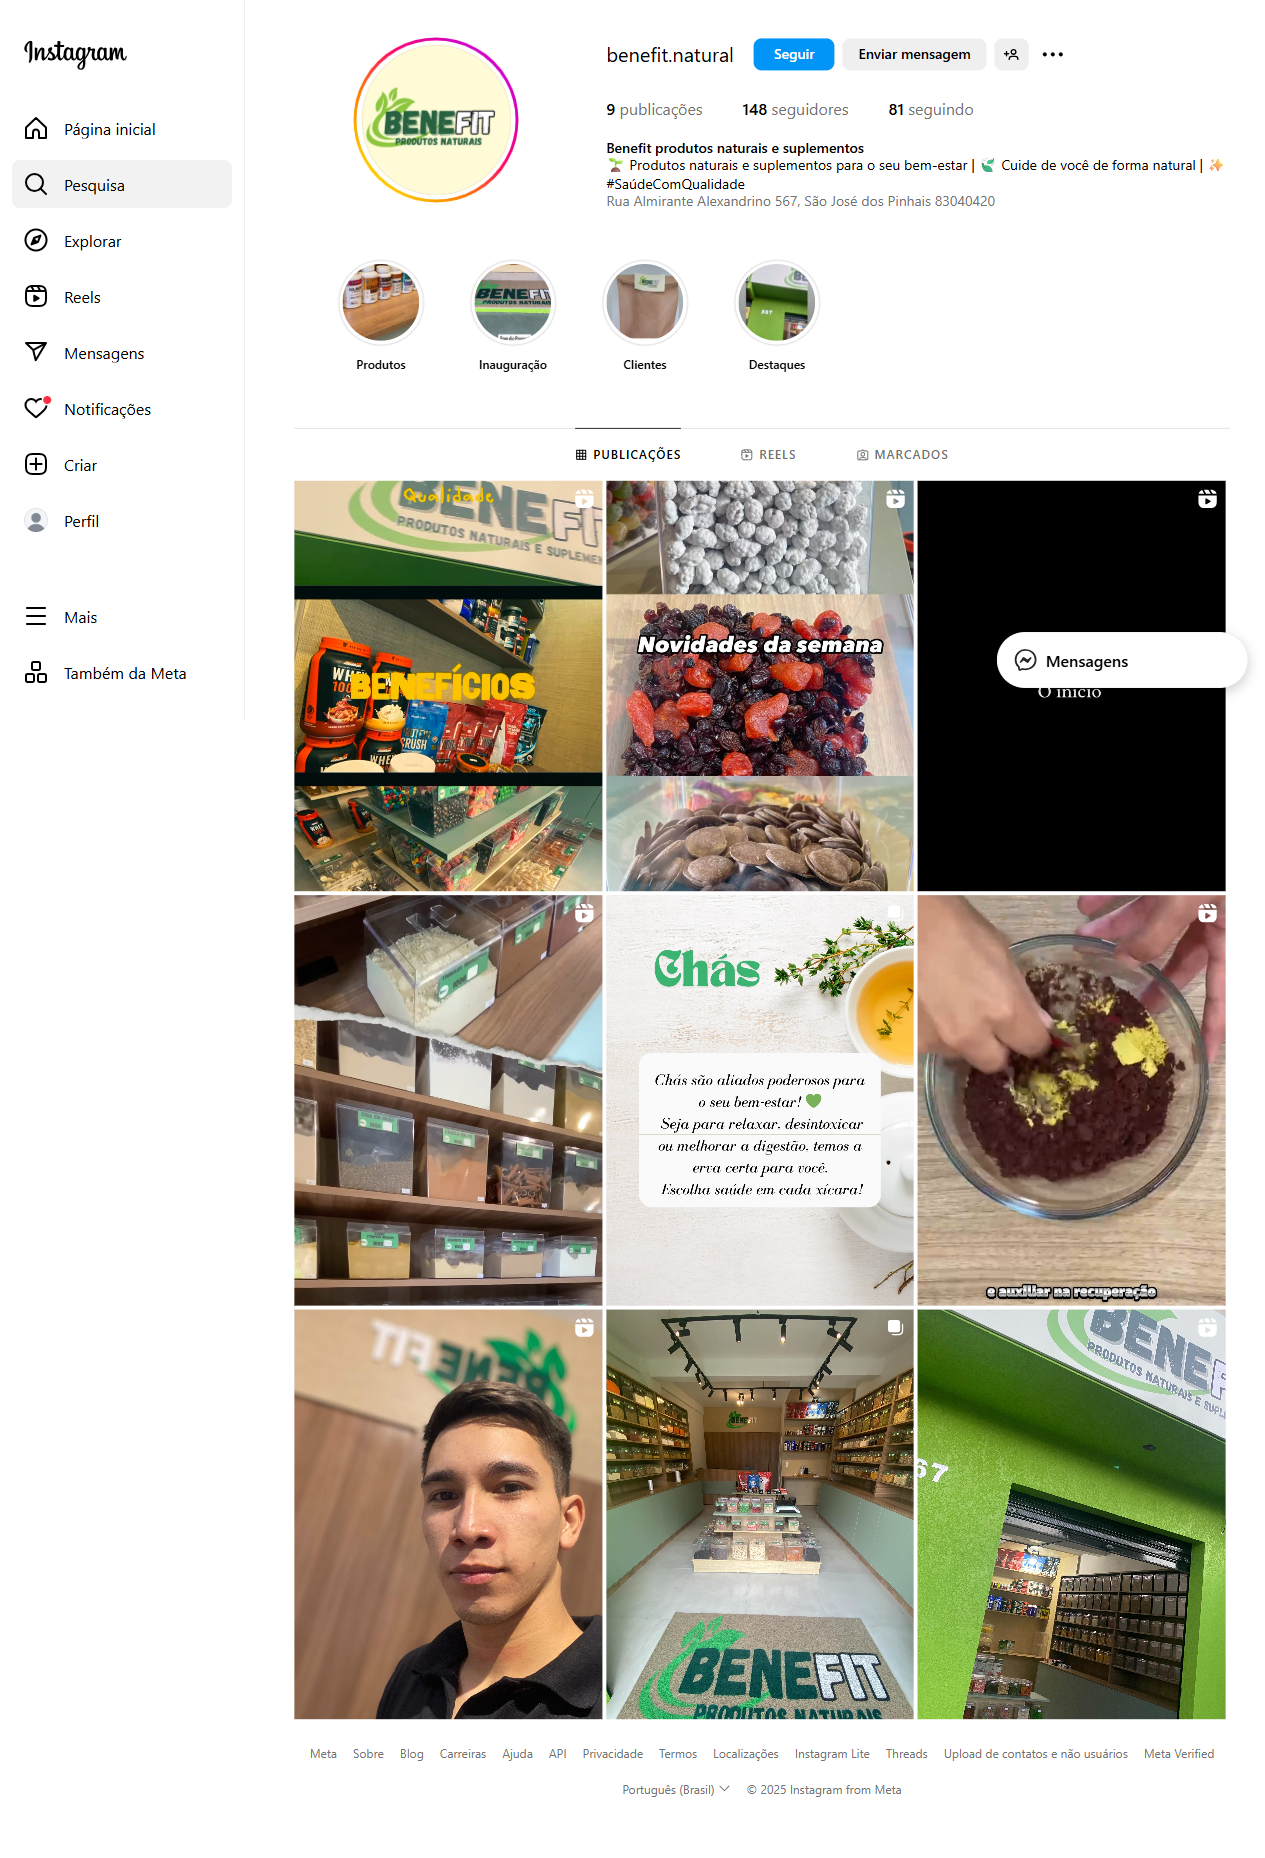 Instagram
Página inicial
Pesquisa
Explorar
Reels
Mensagens
Notificações
Criar
Perfil
Mais
Também da Meta
BENEFIT
PRODUTOS NATURAIS
benefit.natural
Seguir
Enviar mensagem
9 publicações
148 seguidores
81 seguindo
Benefit produtos naturais e suplementos
🌱 Produtos naturais e suplementos para o seu bem-estar | 🍃 Cuide de você de forma natural | ✨
#SaúdeComQualidade
Rua Almirante Alexandrino 567, São José dos Pinhais 83040420
BENEFIT
PRODUTOS NATURAIS
Produtos
Inauguração
Clientes
Destaques
PUBLICAÇÕES
REELS
MARCADOS
Qualidade
BENEFI
PRODUTOS NATURAIS E SUPLEMEN
BENEFÍCIOS
Novidades da semana
Mensagens
O início
Chás
Chás são aliados poderosos para
o seu bem-estar! 💚
Seja para relaxar, desintoxicar
ou melhorar a digestão, temos a
erva certa para você.
Escolha saúde em cada xícara!
e auxiliar na recuperação
BENEFIT
BENEFIT
BENEFIT
PRODUTOS NATURAIS
BENEF
PRODUTOS NATURAIS E SUPL
67
Meta
Sobre
Blog
Carreiras
Ajuda
API
Privacidade
Termos
Localizações
Instagram Lite
Threads
Upload de contatos e não usuários
Meta Verified
Português (Brasil)
© 2025 Instagram from Meta